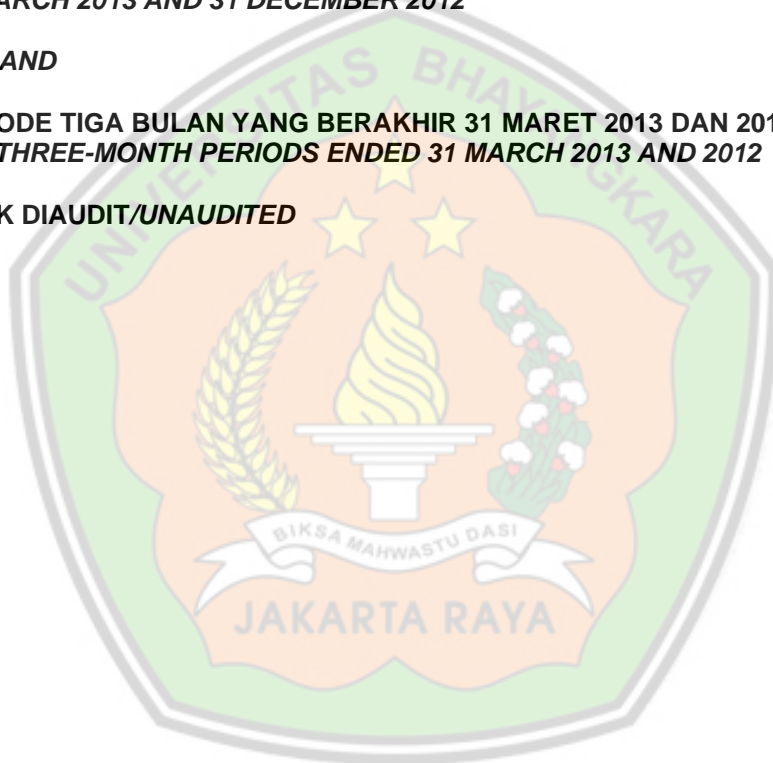 ARCH 2013 AND 31 DECEMBER 2012
AND
ODE TIGA BULAN YANG BERAKHIR 31 MARET 2013 DAN 201
THREE-MONTH PERIODS ENDED 31 MARCH 2013 AND 2012
K DIAUDIT/UNAUDITED
UNIVERSITAS BHAYANGKARA
BIKSA MAHWASTU DASI
JAKARTA RAYA